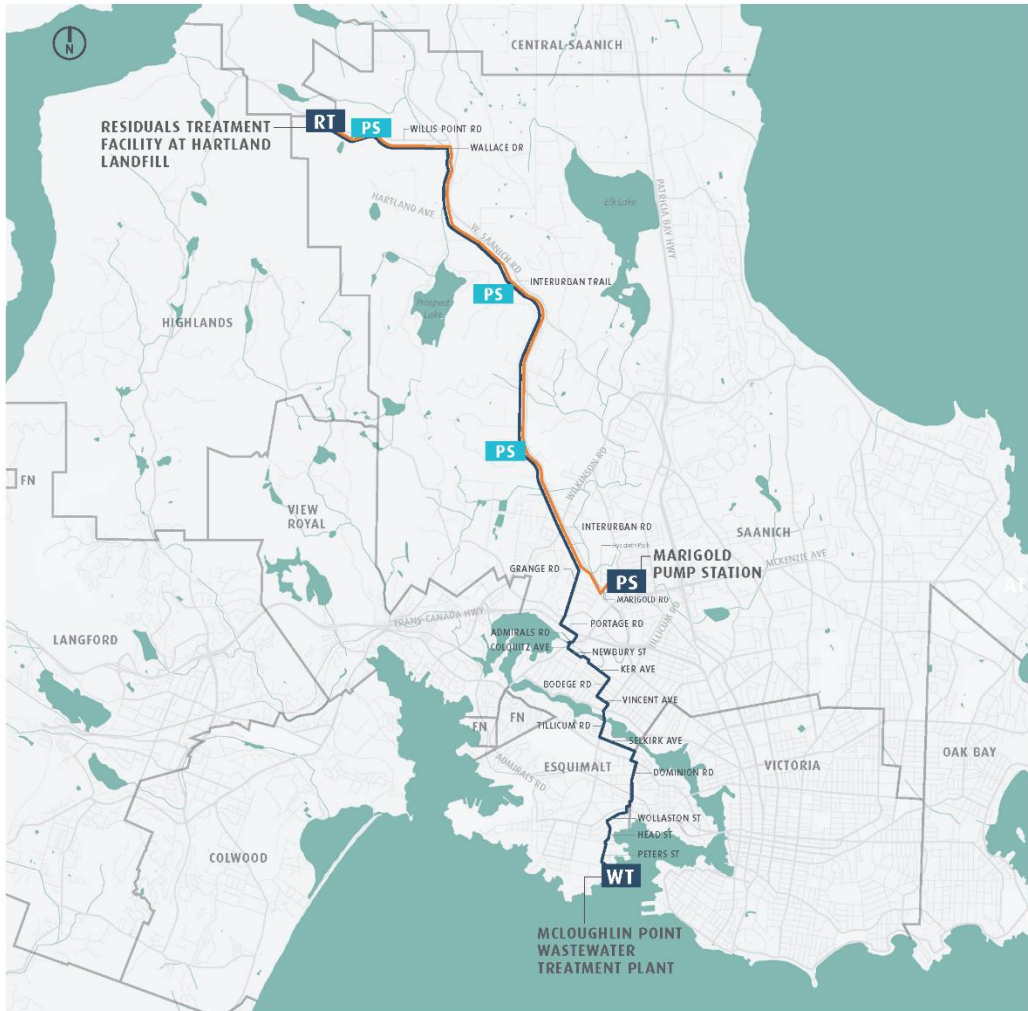 N
CENTRAL SAANICH
RESIDUALS TREATMENT
FACILITY AT HARTLAND
LANDFILL
RT
PS
WILLIS POINT RD
WALLACE DR
HARTLAND AVE
W. SAANICH RD
Elk Lake
PATRICIA BAY HWY
PS
INTERURBAN TRAIL
Prospect
Lake
HIGHLANDS
PS
FN
WILKINSON RD
VIEW
ROYAL
INTERURBAN RD
SAANICH
Hyacinth Park
MARIGOLD
PUMP STATION
MCKENZIE AVE
GRANGE RD
PS
MARIGOLD RD
TILLICUM RD
TRANS-CANADA HWY
PORTAGE RD
LANGFORD
ADMIRALS RD
COLQUITZ AVE
NEWBURY ST
KER AVE
BODEGE RD
VINCENT AVE
FN
FN
TILLICUM RD
SELKIRK AVE
OAK BAY
ESQUIMALT
VICTORIA
ADMIRALS RD
DOMINION RD
WOLLASTON ST
HEAD ST
COLWOOD
PETERS ST
WT
MCLOUGHLIN POINT
WASTEWATER
TREATMENT PLANT